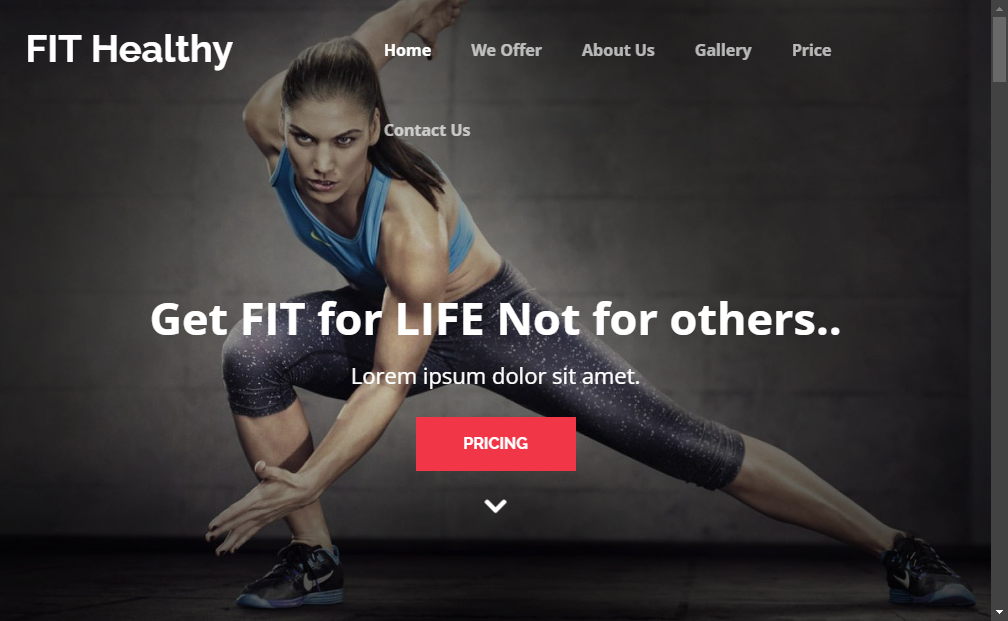 FIT Healthy
Home We Offer About Us Gallery Price
Contact Us
Get FIT for LIFE Not for others..
Lorem ipsum dolor sit amet.
PRICING